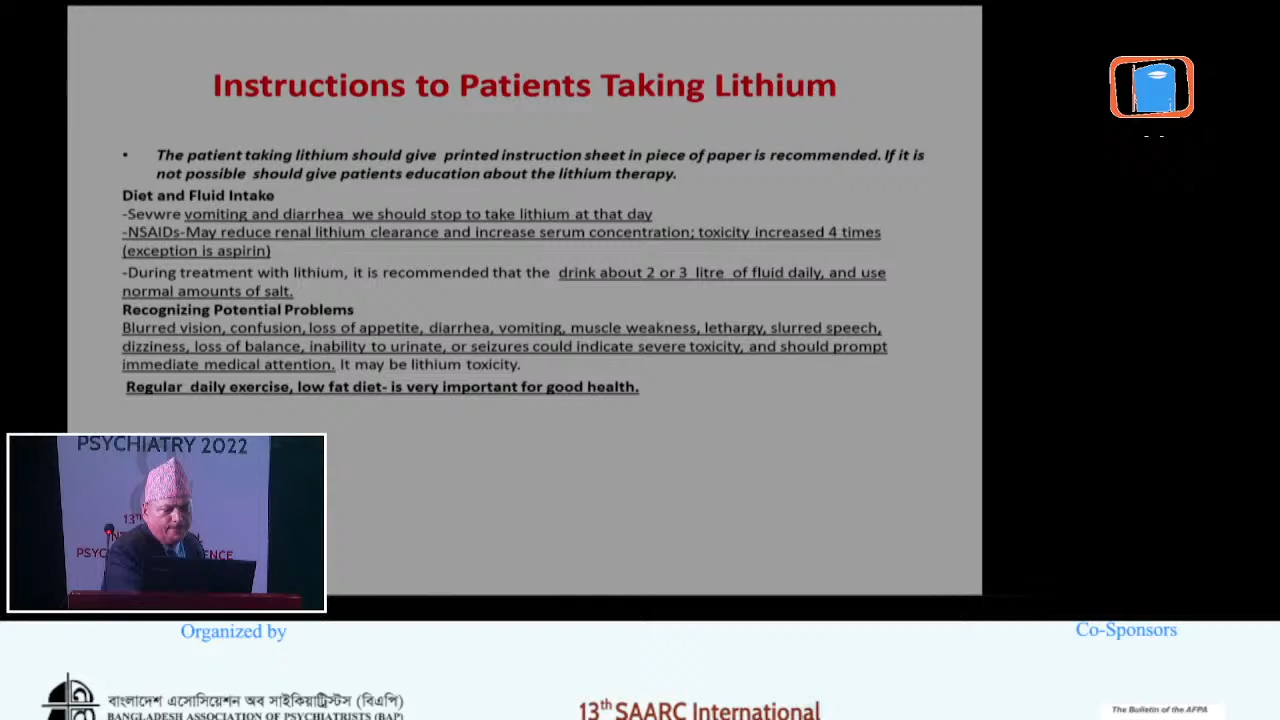 Instructions to Patients Taking Lithium
• The patient taking lithium should give printed instruction sheet in piece of paper is recommended. If it is
not possible should give patients education about the lithium therapy.
Diet and Fluid Intake
-Sevwre vomiting and diarrhea we should stop to take lithium at that day
-NSAIDs-May reduce renal lithium clearance and increase serum concentration; toxicity increased 4 times
(exception is aspirin)
-During treatment with lithium, it is recommended that the drink about 2 or 3 litre of fluid daily, and use
normal amounts of salt.
Recognizing Potential Problems
Blurred vision, confusion, loss of appetite, diarrhea, vomiting, muscle weakness, lethargy, slurred speech,
dizziness, loss of balance, inability to urinate, or seizures could indicate severe toxicity, and should prompt
immediate medical attention. It may be lithium toxicity.
Regular daily exercise, low fat diet- is very important for good health.
PSYCHIATRY 2022
13th
Organized by
Co-Sponsors
বাংলাদেশ এসোসিয়েশন অব সাইকিয়াট্রিস্টস (বিএপি)
BANGLADESH ASSOCIATION OF PSYCHIATRISTS (BAP)
13th SAARC International
The Bulletin of the AFPA